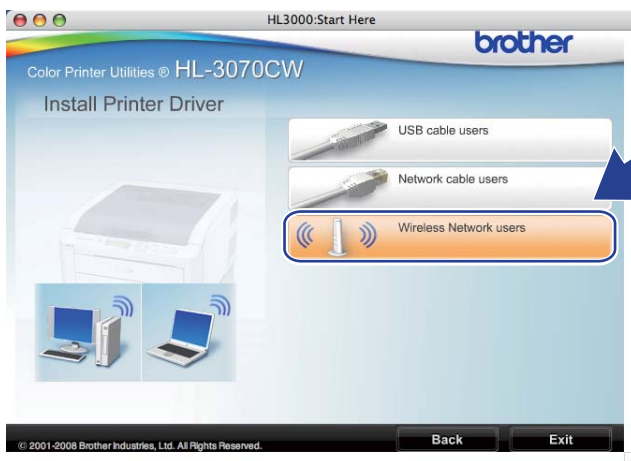 HL3000:Start Here
brother
Color Printer Utilities ® HL-3070CW
Install Printer Driver
USB cable users
Network cable users
Wireless Network users
© 2001-2008 Brother Industries, Ltd. All Rights Reserved.
Back
Exit